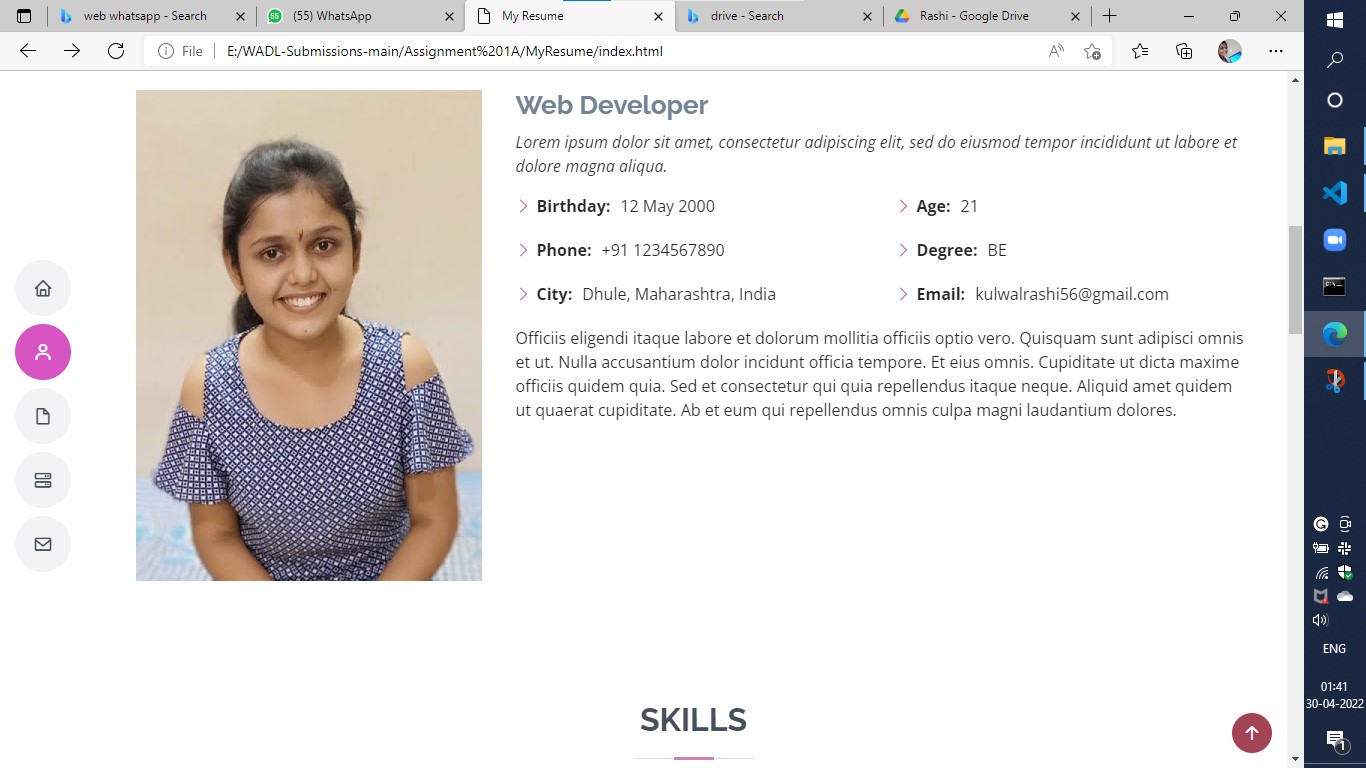 web whatsapp - Search
(55) WhatsApp
My Resume
drive - Search
Rashi - Google Drive
File
E:/WADL-Submissions-main/Assignment%201A/MyResume/index.html
Web Developer
Lorem ipsum dolor sit amet, consectetur adipiscing elit, sed do eiusmod tempor incididunt ut labore et
dolore magna aliqua.
Birthday: 12 May 2000
Age: 21
Phone: +91 1234567890
Degree: BE
City: Dhule, Maharashtra, India
Email: kulwalrashi56@gmail.com
Officiis eligendi itaque labore et dolorum mollitia officiis optio vero. Quisquam sunt adipisci omnis
et ut. Nulla accusantium dolor incidunt officia tempore. Et eius omnis. Cupiditate ut dicta maxime
officiis quidem quia. Sed et consectetur qui quia repellendus itaque neque. Aliquid amet quidem
ut quaerat cupiditate. Ab et eum qui repellendus omnis culpa magni laudantium dolores.
SKILLS
ENG
01:41
30-04-2022
1